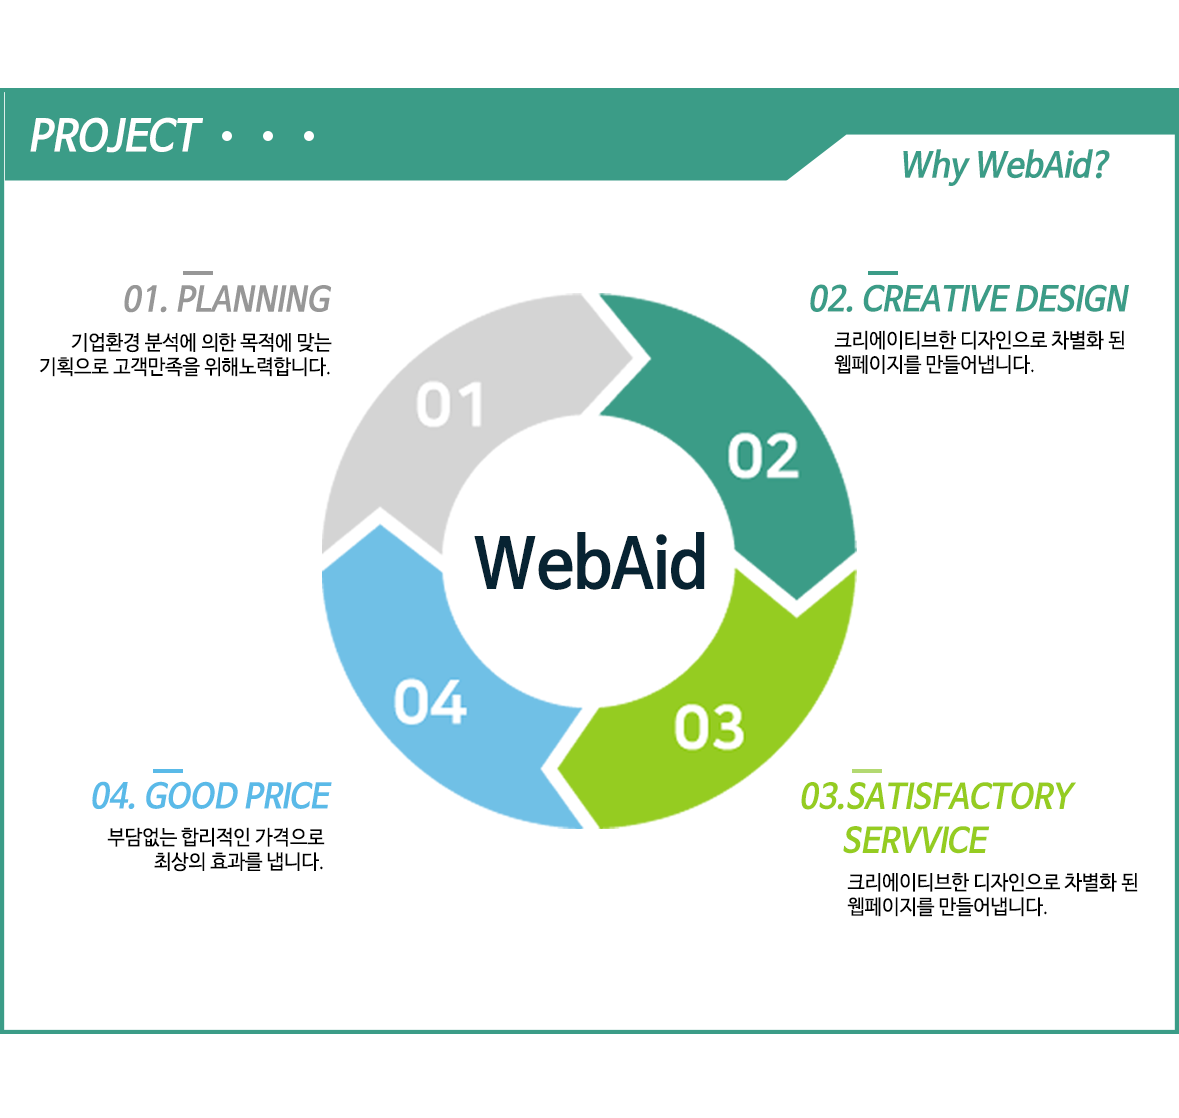 PROJECT • • •
Why WebAid?
01. PLANNING
기업환경 분석에 의한 목적에 맞는
기획으로 고객만족을 위해노력합니다.
02. CREATIVE DESIGN
크리에이티브한 디자인으로 차별화 된
웹페이지를 만들어냅니다.
01
02
WebAid
04
03
04. GOOD PRICE
부담없는 합리적인 가격으로
최상의 효과를 냅니다.
03.SATISFACTORY
SERVVICE
크리에이티브한 디자인으로 차별화 된
웹페이지를 만들어냅니다.